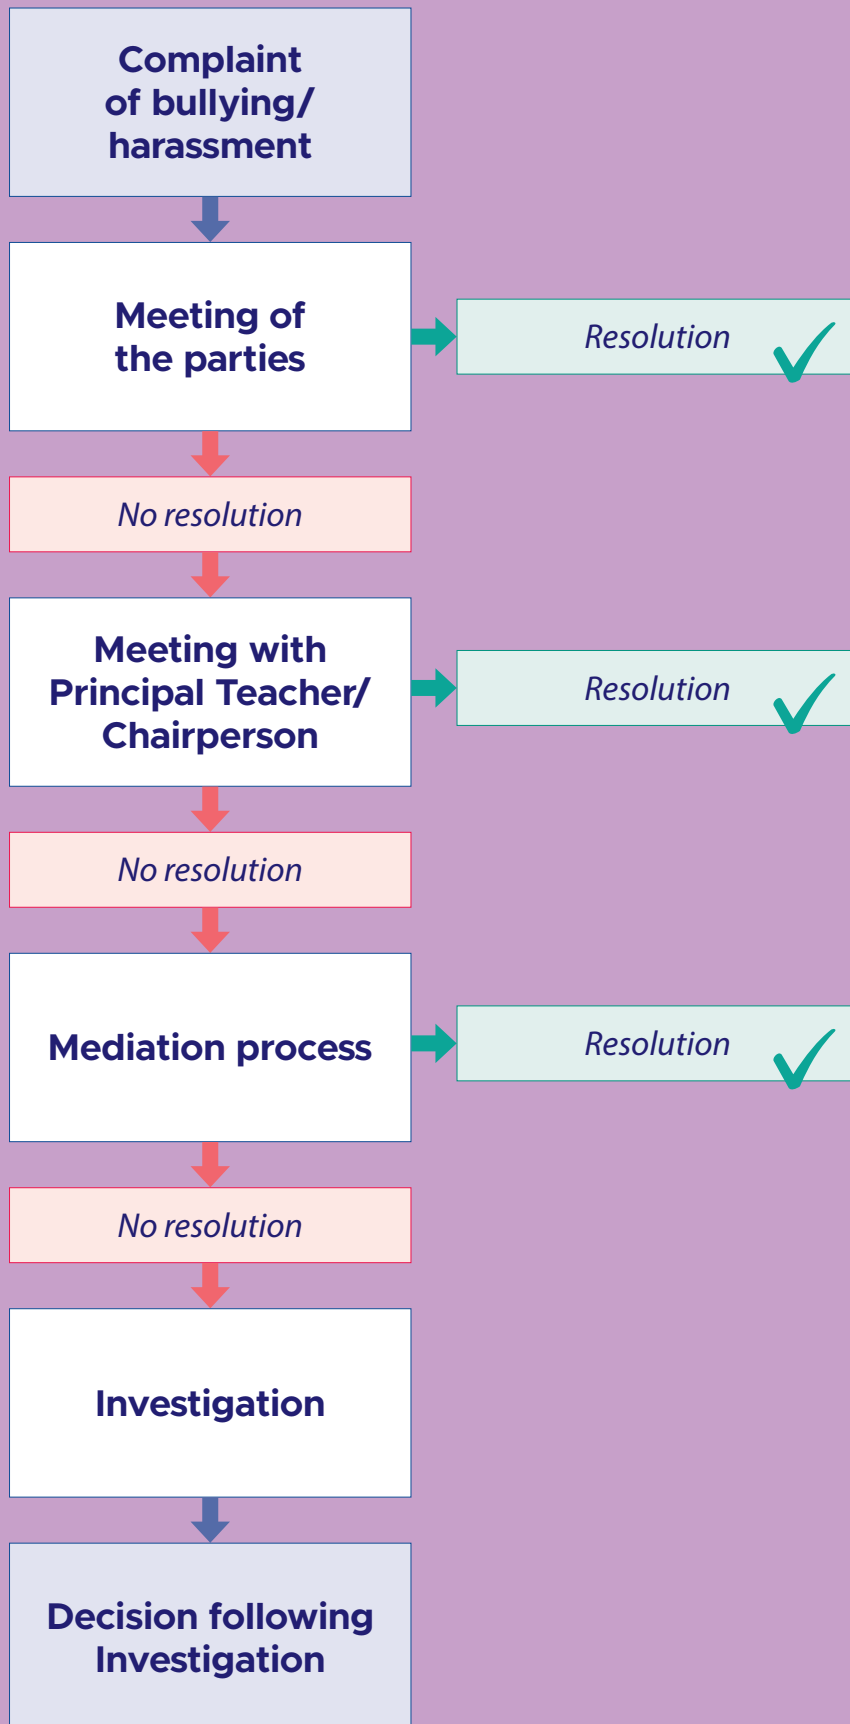 Complaint
of bullying/
harassment
Meeting of
the parties
Resolution
No resolution
Meeting with
Principal Teacher/
Chairperson
Resolution
No resolution
Mediation process
Resolution
No resolution
Investigation
Decision following
Investigation